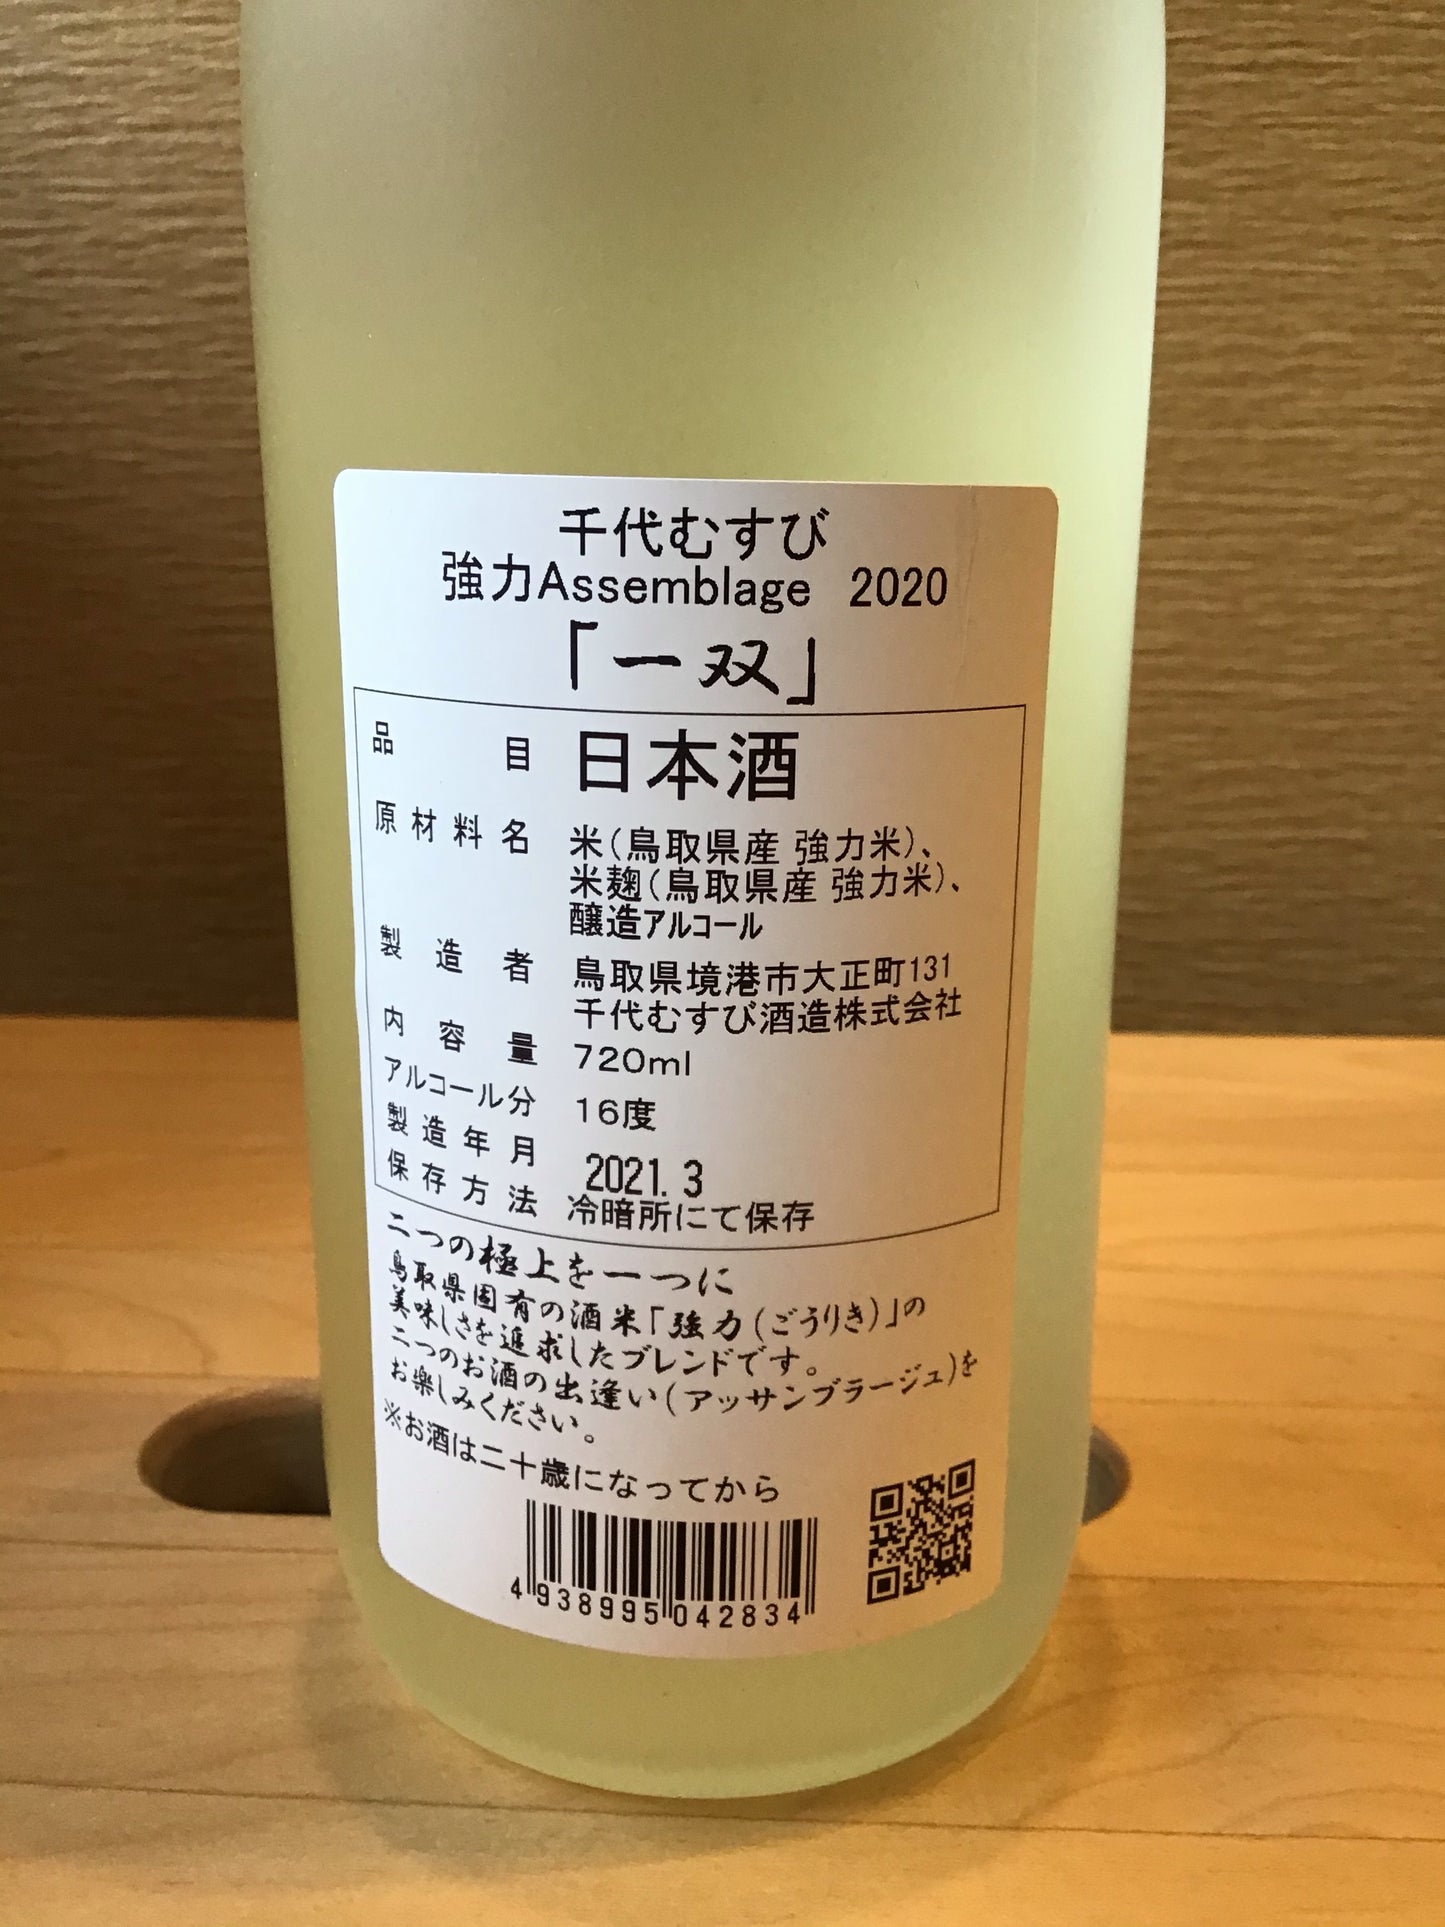 千代むすび
強力Assemblage 2020
「一双」
品目 日本酒
原材料名 米(鳥取県産 強力米)、
米麹(鳥取県産 強力米)、
醸造アルコール
製造者 鳥取県境港市大正町131
千代むすび酒造株式会社
内容量 720ml
アルコール分 16度
製造年月 2021.3
保存方法 冷暗所にて保存
二つの極上を一つに
鳥取県固有の酒米「強力(ごうりき)」の
美味しさを追求したブレンドです。
二つのお酒の出逢い(アッサンブラージュ)を
お楽しみください。
※お酒は二十歳になってから
4938995042834